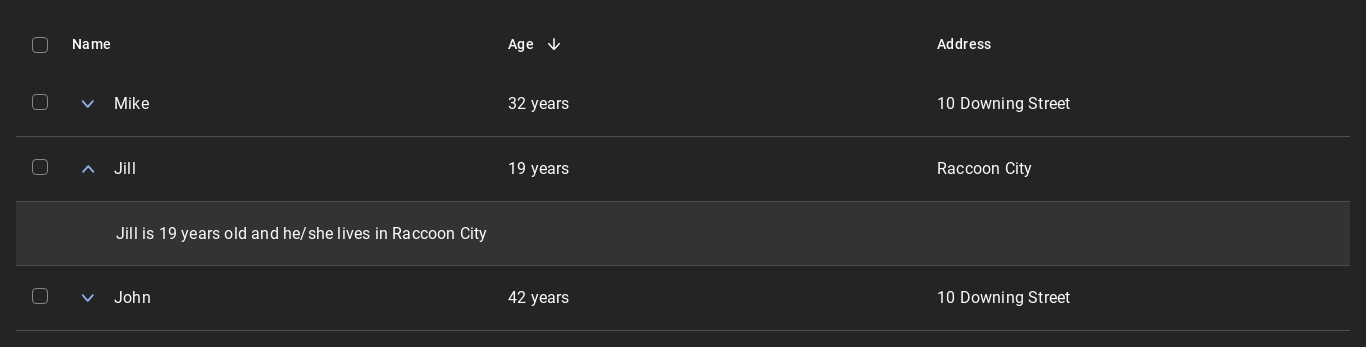 Name Age Address
Mike 32 years 10 Downing Street
Jill 19 years Raccoon City
Jill is 19 years old and he/she lives in Raccoon City
John 42 years 10 Downing Street